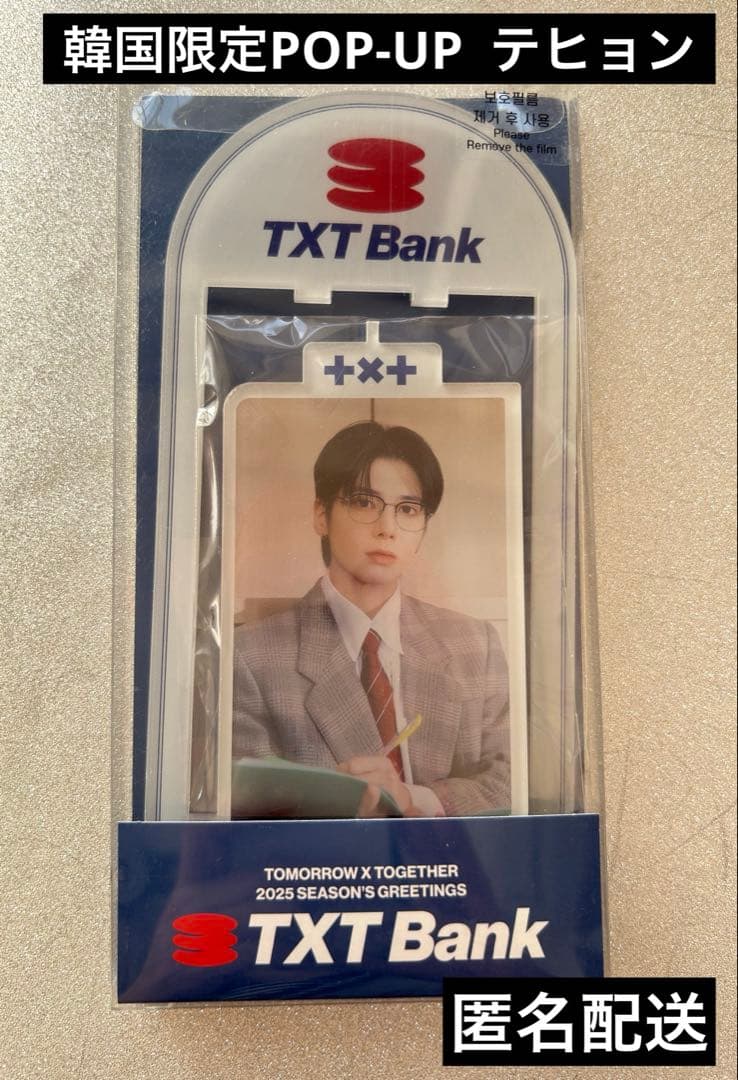 韓国限定POP-UP テヒョン
보호필름
제거 후 사용
Please
Remove the film
TXT Bank
+×+
TOMORROW X TOGETHER
2025 SEASON'S GREETINGS
TXT Bank
匿名配送